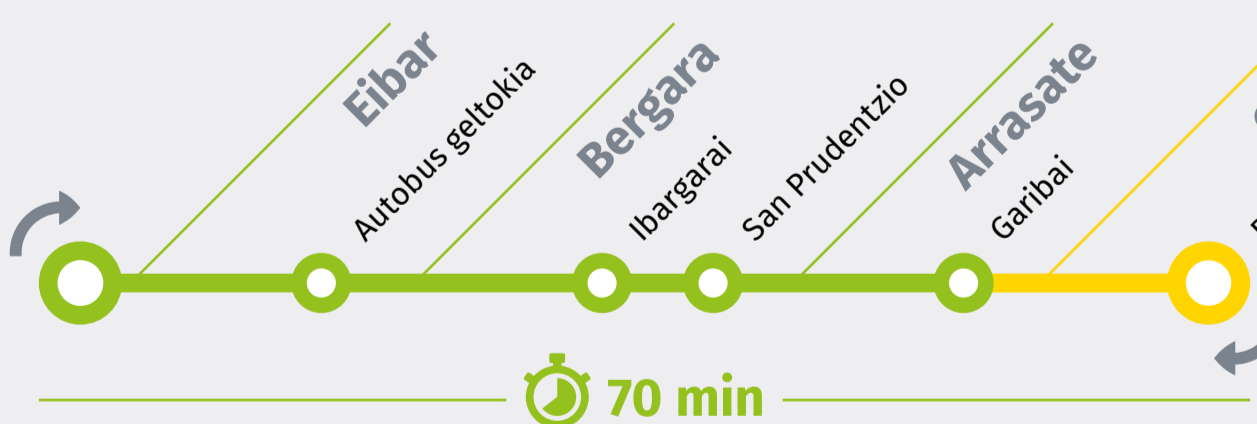 Eibar
Autobus geltokia
Bergara
Ibargarai
San Prudentzio
Arrasate
Garibai
70 min